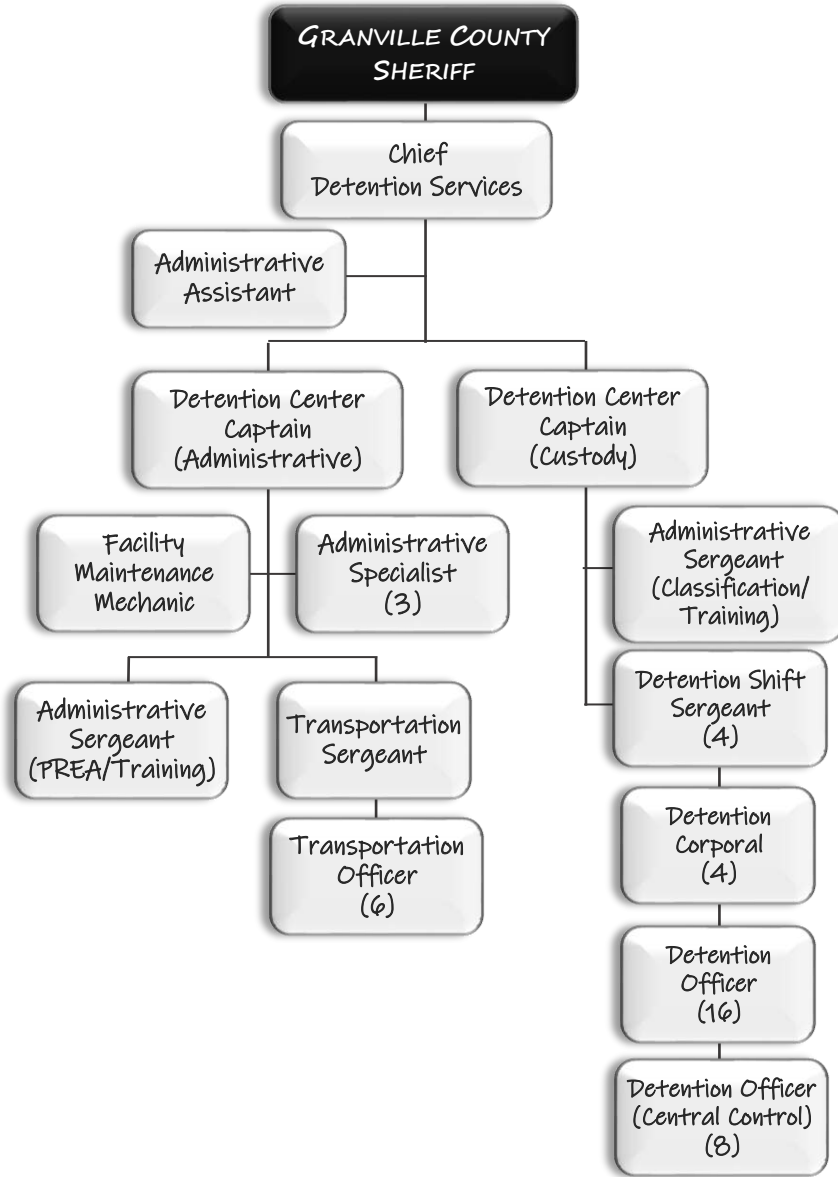 GRANVILLE COUNTY
SHERIFF
Chief
Detention Services
Administrative
Assistant
Detention Center
Captain
(Administrative)
Detention Center
Captain
(Custody)
Facility
Maintenance
Mechanic
Administrative
Specialist
(3)
Administrative
Sergeant
(Classification/
Training)
Administrative
Sergeant
(PREA/Training)
Transportation
Sergeant
Detention Shift
Sergeant
(4)
Transportation
Officer
(6)
Detention
Corporal
(4)
Detention
Officer
(16)
Detention Officer
(Central Control)
(8)